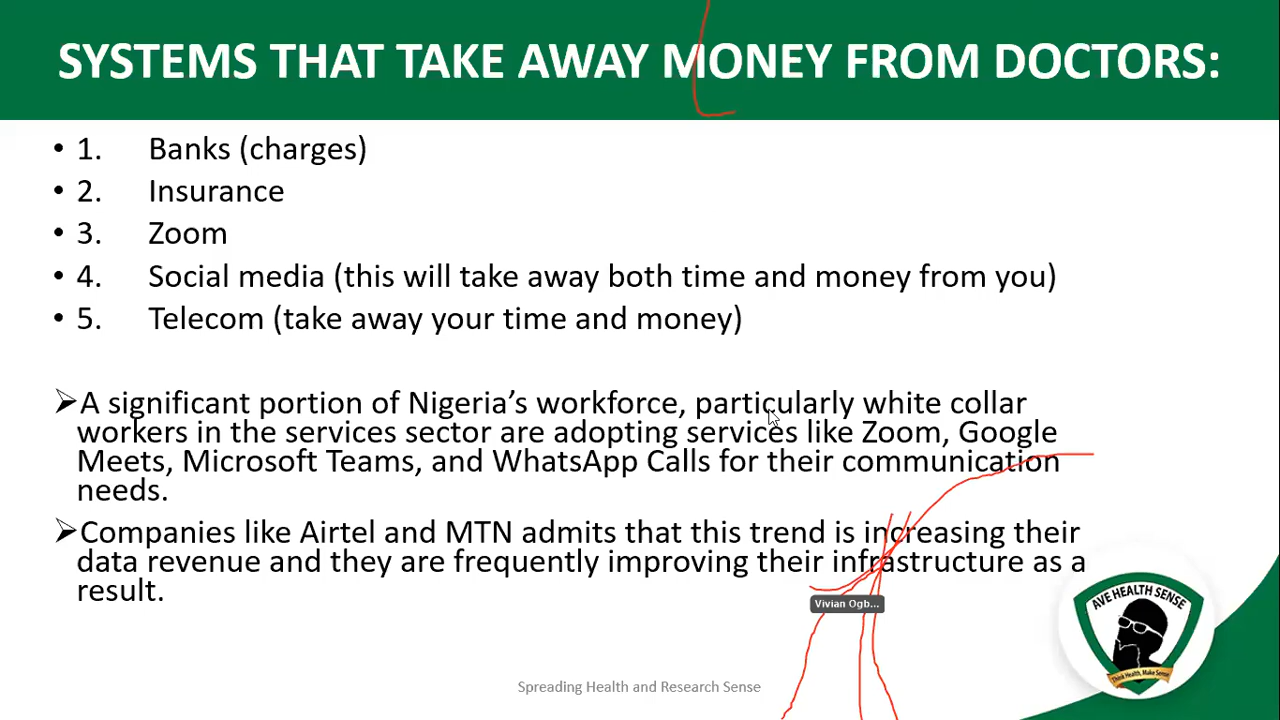 SYSTEMS THAT TAKE AWAY MONEY FROM DOCTORS:
• 1. Banks (charges)
• 2. Insurance
• 3. Zoom
• 4. Social media (this will take away both time and money from you)
• 5. Telecom (take away your time and money)
➢A significant portion of Nigeria’s workforce, particularly white collar
workers in the services sector are adopting services like Zoom, Google
Meets, Microsoft Teams, and WhatsApp Calls for their communication
needs.
➢Companies like Airtel and MTN admits that this trend is increasing their
data revenue and they are frequently improving their infrastructure as a
result.
Vivian Ogb...
AVE HEALTH SENSE
Think Health, Make Sense
Spreading Health and Research Sense